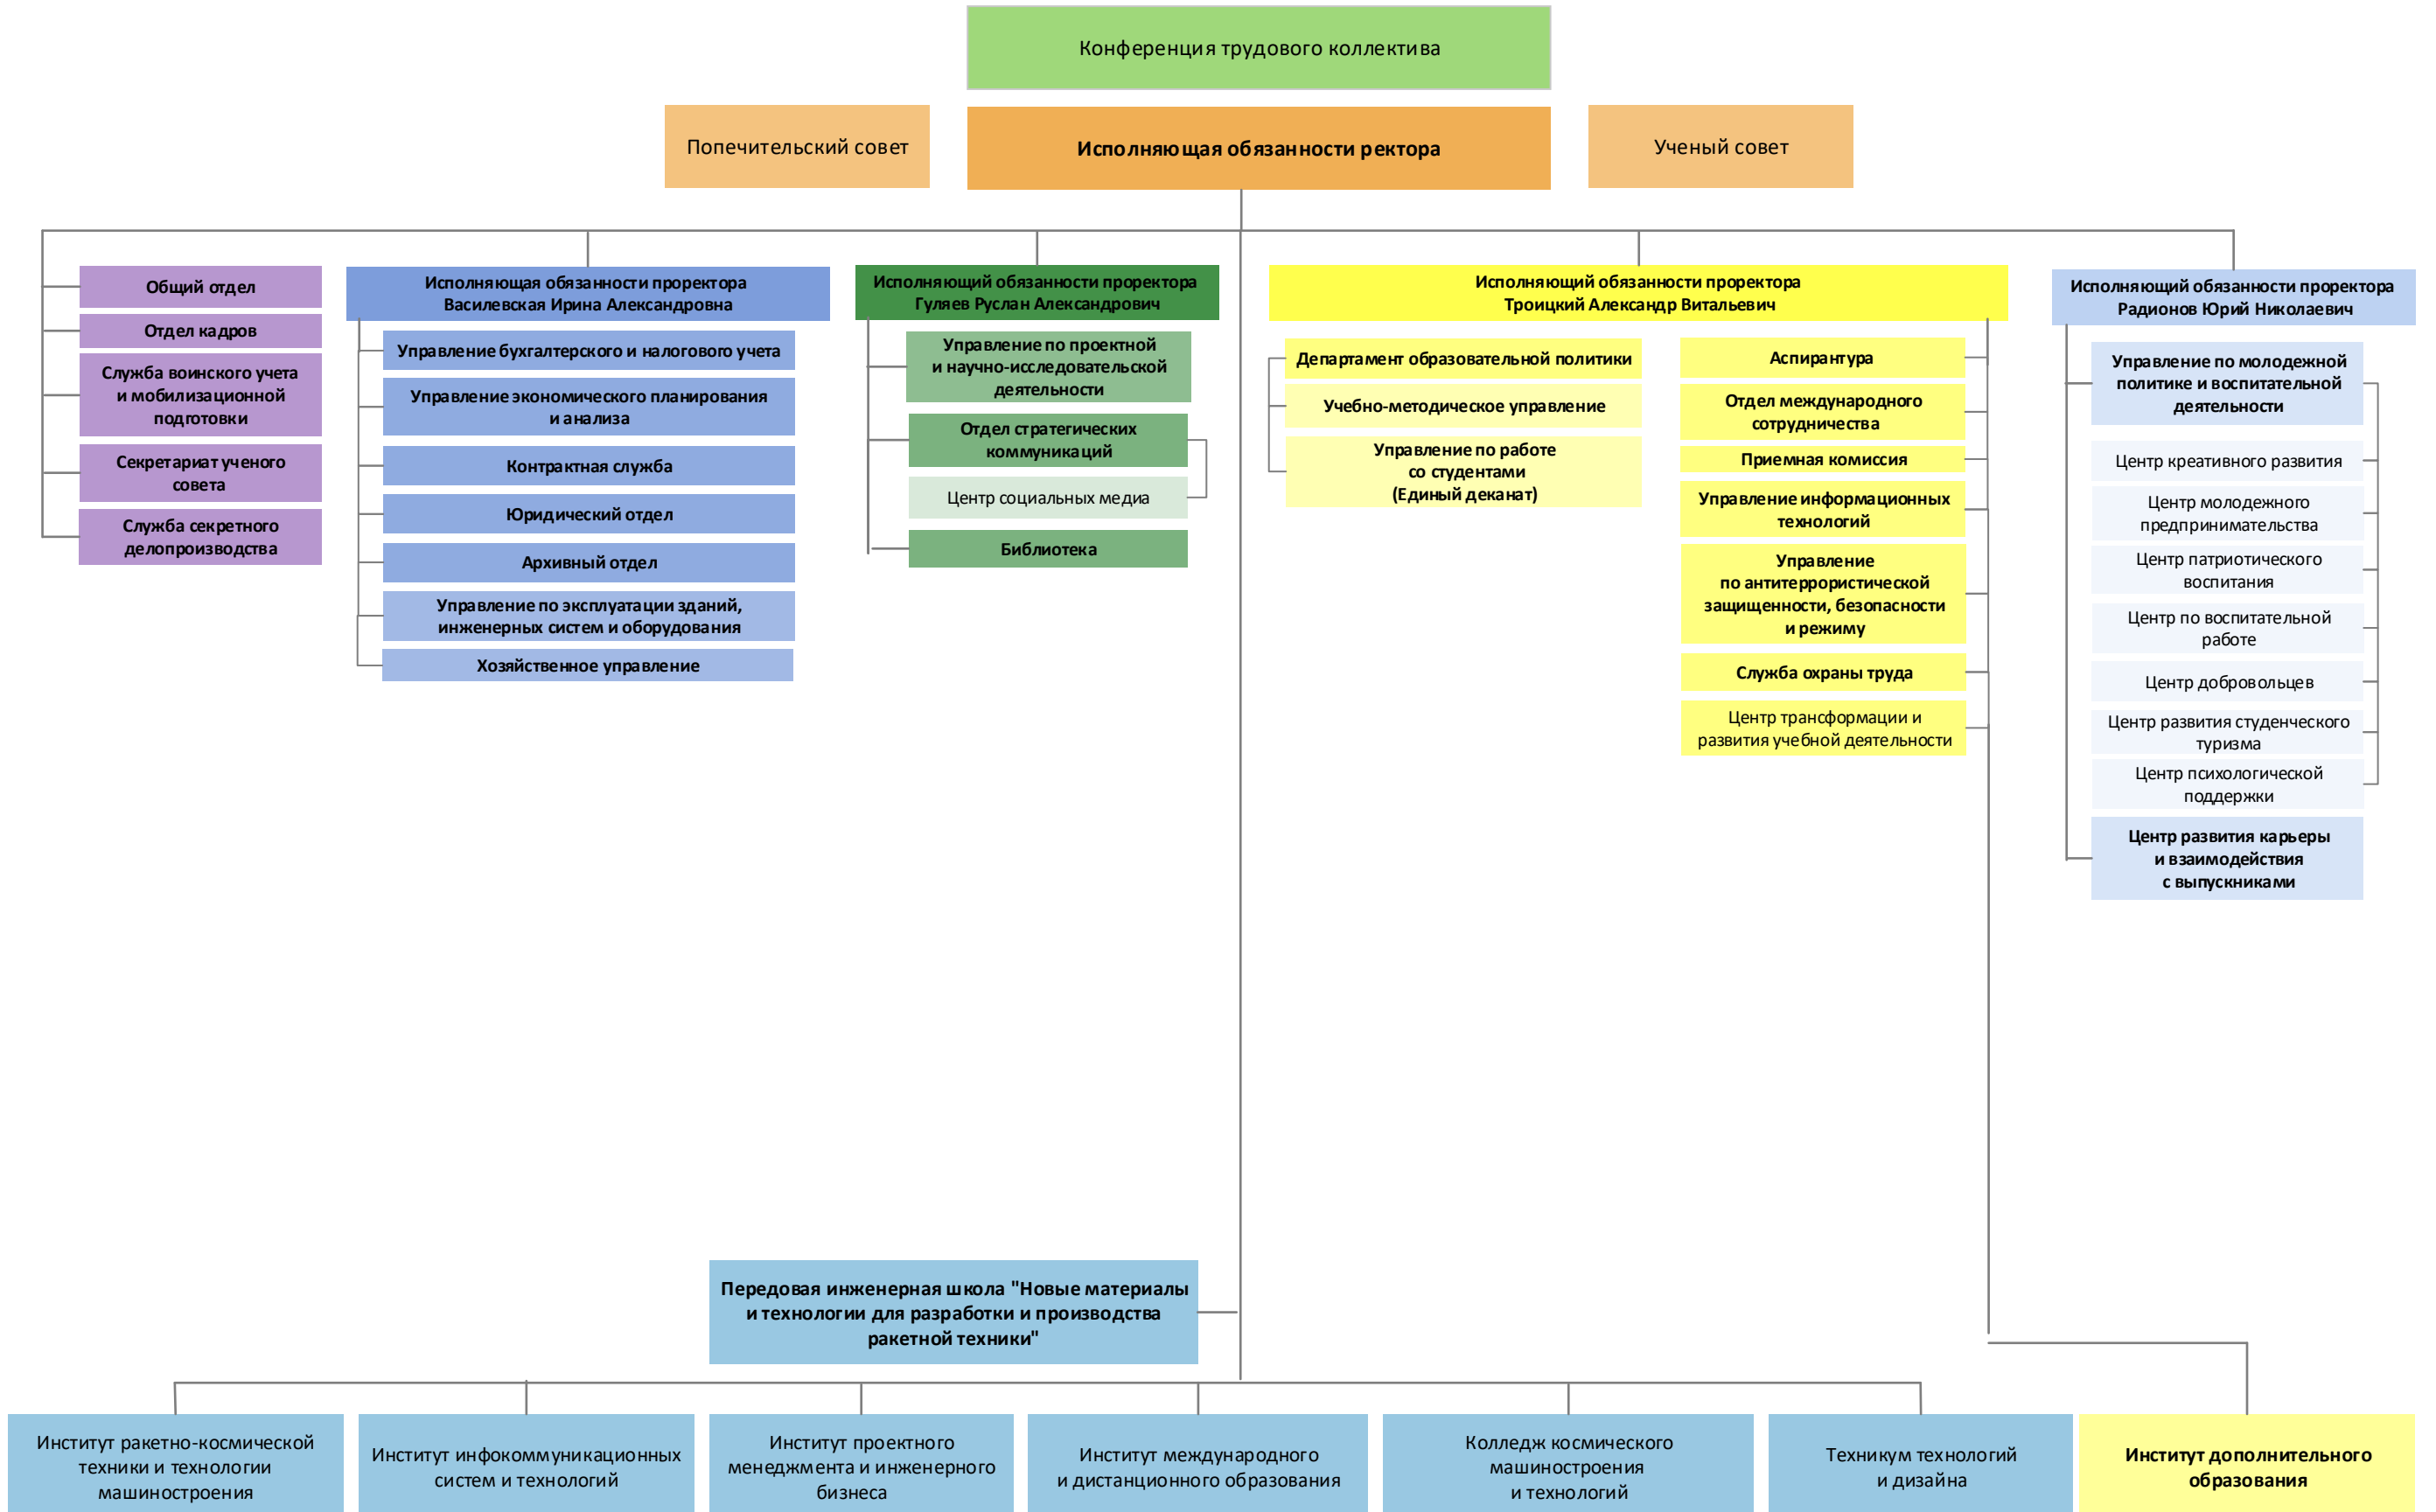 Конференция трудового коллектива
Попечительский совет
Исполняющая обязанности ректора
Ученый совет
Общий отдел
Отдел кадров
Служба воинского учета
и мобилизационной
подготовки
Секретариат ученого
совета
Служба секретного
делопроизводства
Исполняющая обязанности проректора
Василевская Ирина Александровна
Управление бухгалтерского и налогового учета
Управление экономического планирования
и анализа
Контрактная служба
Юридический отдел
Архивный отдел
Управление по эксплуатации зданий,
инженерных систем и оборудования
Хозяйственное управление
Исполняющий обязанности проректора
Гуляев Руслан Александрович
Управление по проектной
и научно-исследовательской
деятельности
Отдел стратегических
коммуникаций
Центр социальных медиа
Библиотека
Исполняющий обязанности проректора
Троицкий Александр Витальевич
Департамент образовательной политики
Учебно-методическое управление
Управление по работе
со студентами
(Единый деканат)
Аспирантура
Отдел международного
сотрудничества
Приемная комиссия
Управление информационных
технологий
Управление
по антитеррористической
защищенности, безопасности
и режиму
Служба охраны труда
Центр трансформации и
развития учебной деятельности
Исполняющий обязанности проректора
Радионов Юрий Николаевич
Управление по молодежной
политике и воспитательной
деятельности
Центр креативного развития
Центр молодежного
предпринимательства
Центр патриотического
воспитания
Центр по воспитательной
работе
Центр добровольцев
Центр развития студенческого
туризма
Центр психологической
поддержки
Центр развития карьеры
и взаимодействия
с выпускниками
Передовая инженерная школа "Новые материалы
и технологии для разработки и производства
ракетной техники"
Институт ракетно-космической
техники и технологии
машиностроения
Институт инфокоммуникационных
систем и технологий
Институт проектного
менеджмента и инженерного
бизнеса
Институт международного
и дистанционного образования
Колледж космического
машиностроения
и технологий
Техникум технологий
и дизайна
Институт дополнительного
образования